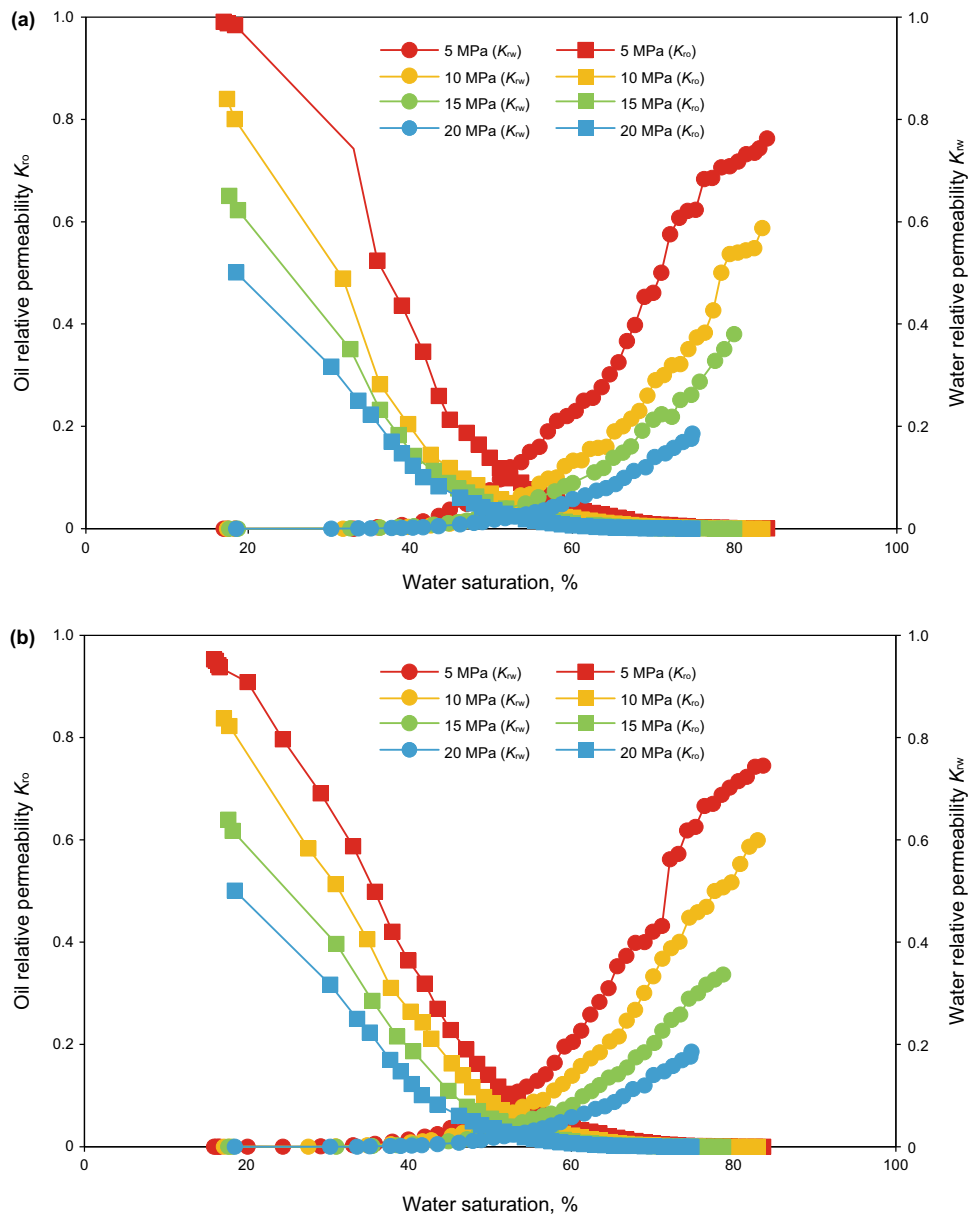 (a)
1.0
0.8
0.6
0.4
0.2
0
Oil relative permeability Kro
5 MPa (Krw)
5 MPa (Kro)
10 MPa (Krw)
10 MPa (Kro)
15 MPa (Krw)
15 MPa (Kro)
20 MPa (Krw)
20 MPa (Kro)
1.0
0.8
0.6
0.4
0.2
0
Water relative permeability Krw
0
20
40
60
80
100
Water saturation, %
(b)
1.0
0.8
0.6
0.4
0.2
0
Oil relative permeability Kro
5 MPa (Krw)
5 MPa (Kro)
10 MPa (Krw)
10 MPa (Kro)
15 MPa (Krw)
15 MPa (Kro)
20 MPa (Krw)
20 MPa (Kro)
1.0
0.8
0.6
0.4
0.2
0
Water relative permeability Krw
0
20
40
60
80
100
Water saturation, %